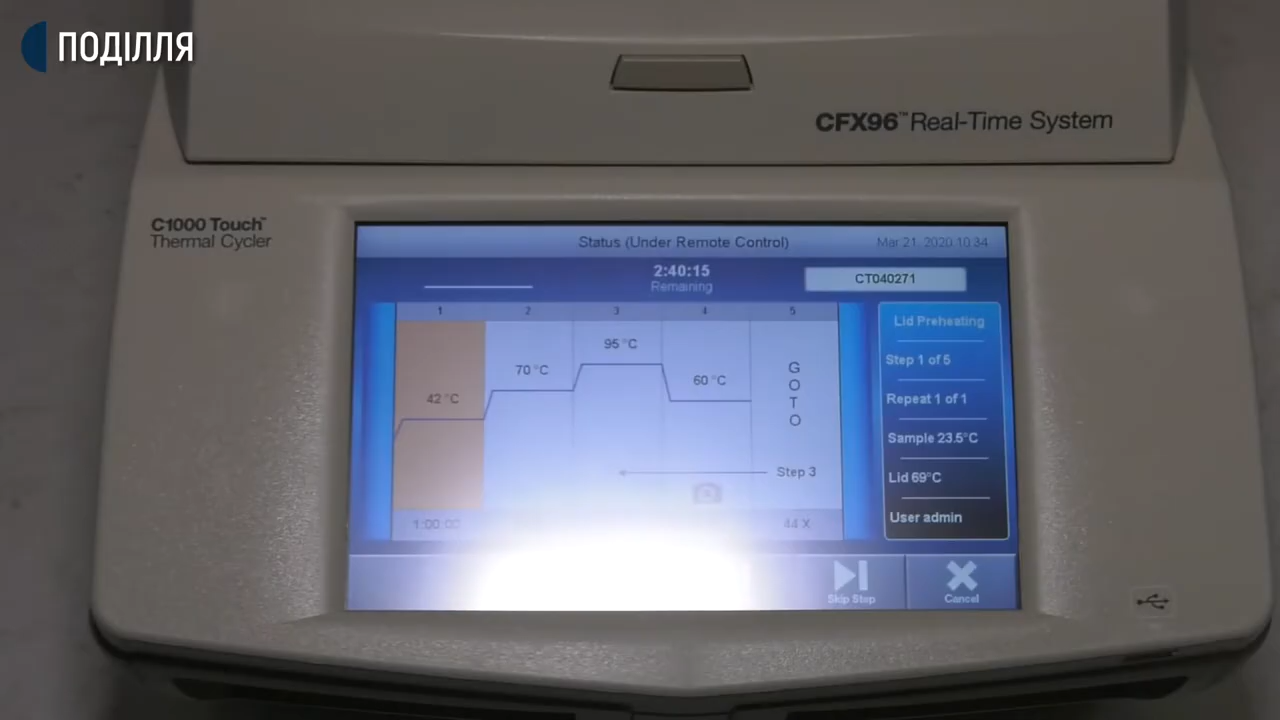 ПОДІЛЛЯ
CFX96™ Real-Time System
C1000 Touch™
Thermal Cycler
Status (Under Remote Control)
Mar 21, 2020 10:34
2:40:15
Remaining
CT040271
1 2 3 4 5
42 °C
70 °C
95 °C
60 °C
GOTO
Step 3
1:00:00
44 X
Lid Preheating
Step 1 of 5
Repeat 1 of 1
Sample 23.5°C
Lid 69°C
User admin
Skip Step
Cancel